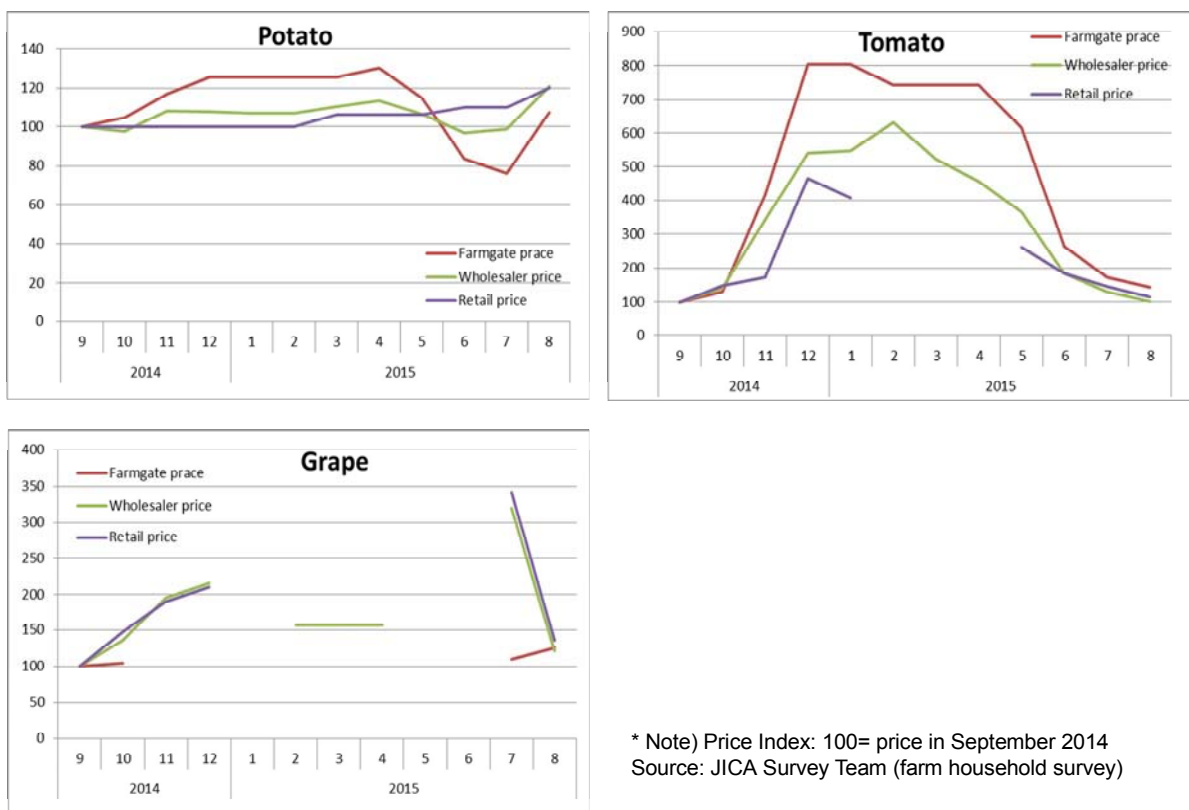 Potato
140
120
100
80
60
40
20
0
Farmgate prace
Wholesaler price
Retail price
9 10 11 12 1 2 3 4 5 6 7 8
2014 2015
Tomato
900
800
700
600
500
400
300
200
100
0
Farmgate prace
Wholesaler price
Retail price
9 10 11 12 1 2 3 4 5 6 7 8
2014 2015
Grape
400
350
300
250
200
150
100
50
0
Farmgate prace
Wholesaler price
Retail price
9 10 11 12 1 2 3 4 5 6 7 8
2014 2015
* Note) Price Index: 100= price in September 2014
Source: JICA Survey Team (farm household survey)